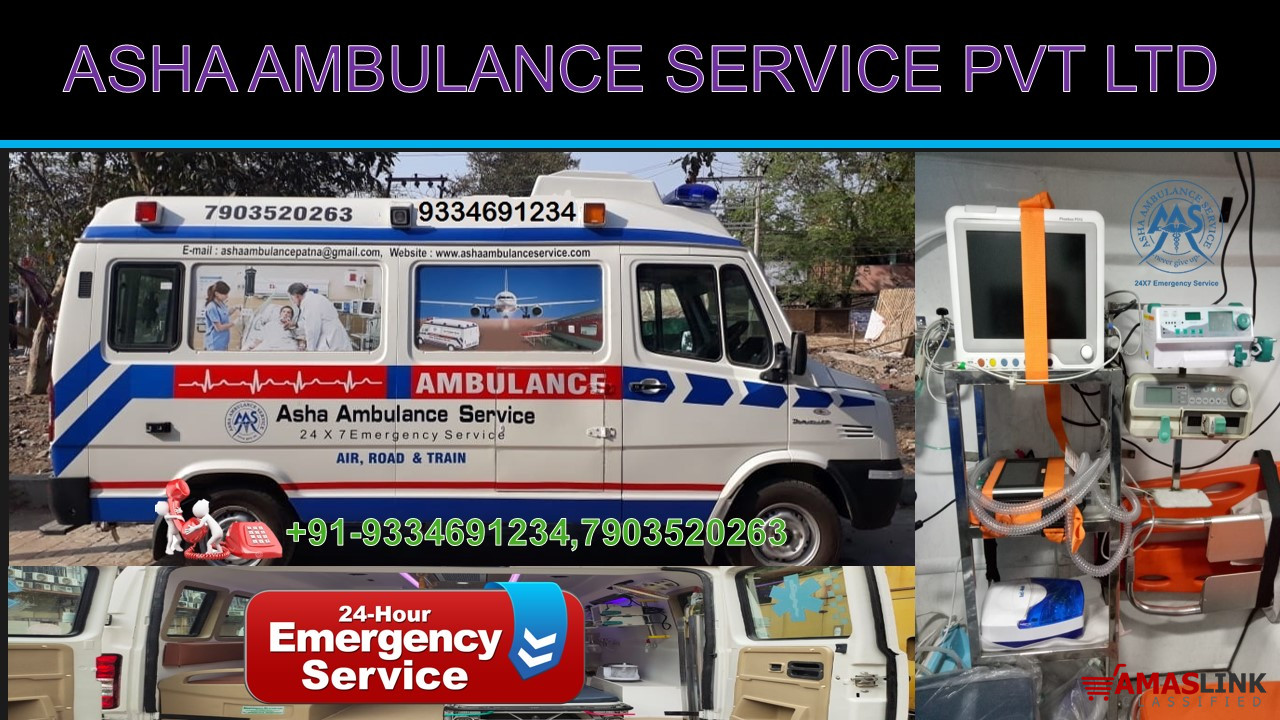 ASHA AMBULANCE SERVICE PVT LTD
7903520263
9334691234
E-mail : ashaambulancepatna@gmail.com, Website : www.ashaambulanceservice.com
AMBULANCE
Asha Ambulance Service
24 X 7 Emergency Service
AIR, ROAD & TRAIN
+91-9334691234,7903520263
24-Hour
Emergency
Service
ASHA AMBULANCE SERVICE
AAS
never give up
24X7 Emergency Service
AMASLINK
CLASSIFIED